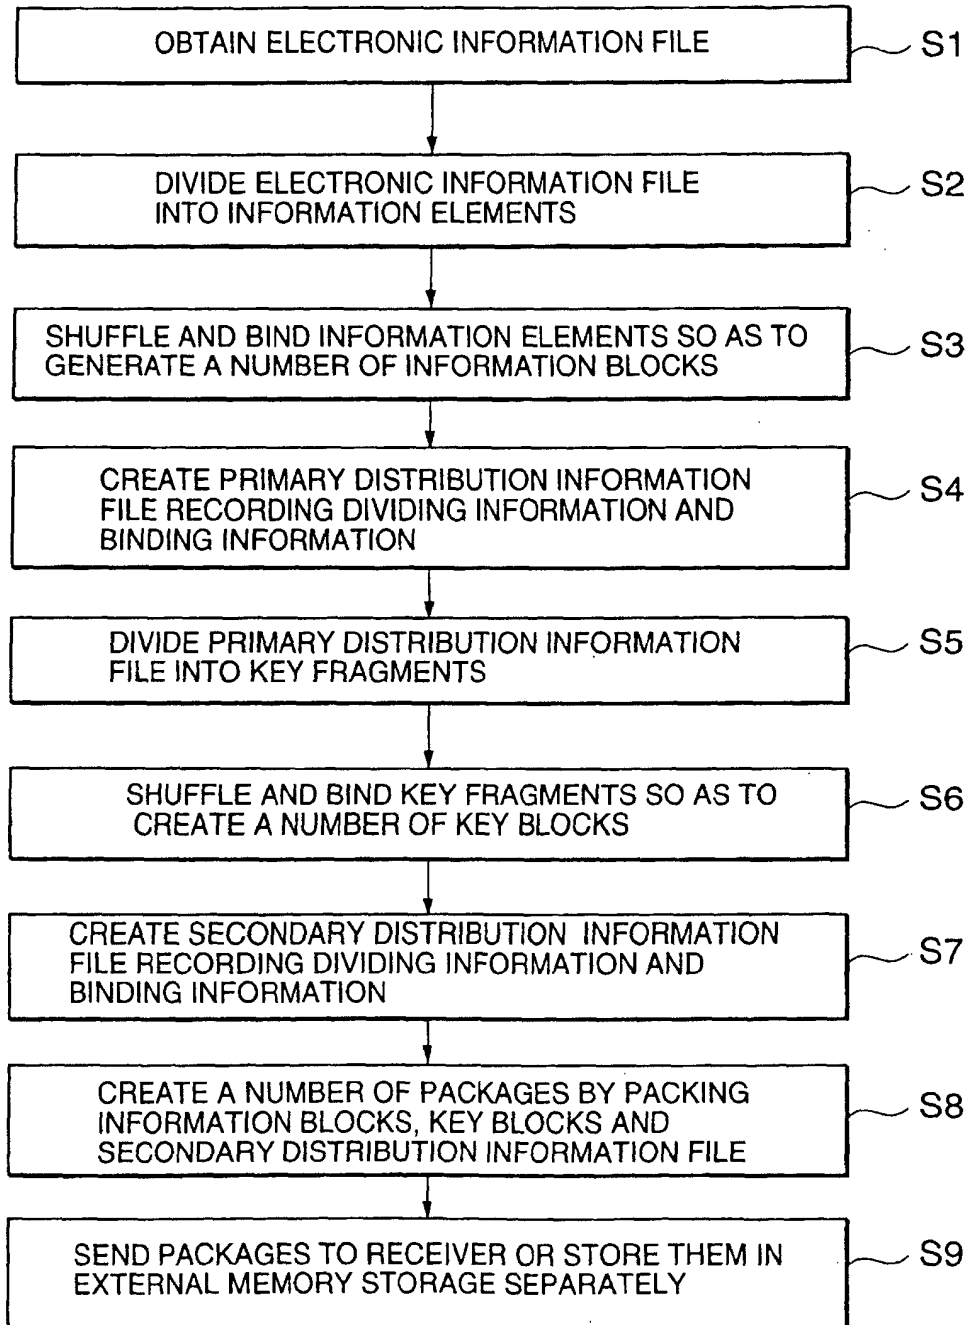 OBTAIN ELECTRONIC INFORMATION FILE
S1
DIVIDE ELECTRONIC INFORMATION FILE
INTO INFORMATION ELEMENTS
S2
SHUFFLE AND BIND INFORMATION ELEMENTS SO AS TO
GENERATE A NUMBER OF INFORMATION BLOCKS
S3
CREATE PRIMARY DISTRIBUTION INFORMATION
FILE RECORDING DIVIDING INFORMATION AND
BINDING INFORMATION
S4
DIVIDE PRIMARY DISTRIBUTION INFORMATION
FILE INTO KEY FRAGMENTS
S5
SHUFFLE AND BIND KEY FRAGMENTS SO AS TO
CREATE A NUMBER OF KEY BLOCKS
S6
CREATE SECONDARY DISTRIBUTION INFORMATION
FILE RECORDING DIVIDING INFORMATION AND
BINDING INFORMATION
S7
CREATE A NUMBER OF PACKAGES BY PACKING
INFORMATION BLOCKS, KEY BLOCKS AND
SECONDARY DISTRIBUTION INFORMATION FILE
S8
SEND PACKAGES TO RECEIVER OR STORE THEM IN
EXTERNAL MEMORY STORAGE SEPARATELY
S9